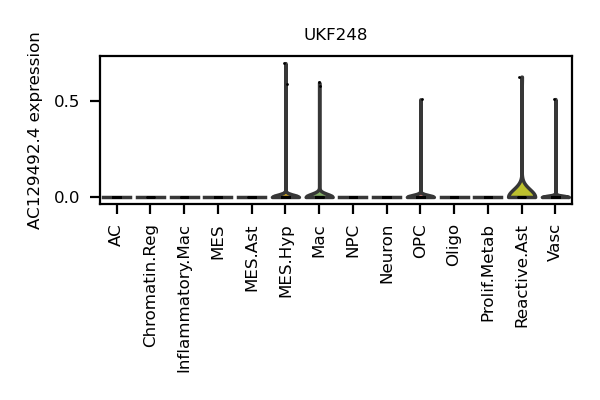 UKF248
AC129492.4 expression
0.5
0.0
AC
Chromatin.Reg
Inflammatory.Mac
MES
MES.Ast
MES.Hyp
Mac
NPC
Neuron
OPC
Oligo
Prolif.Metab
Reactive.Ast
Vasc